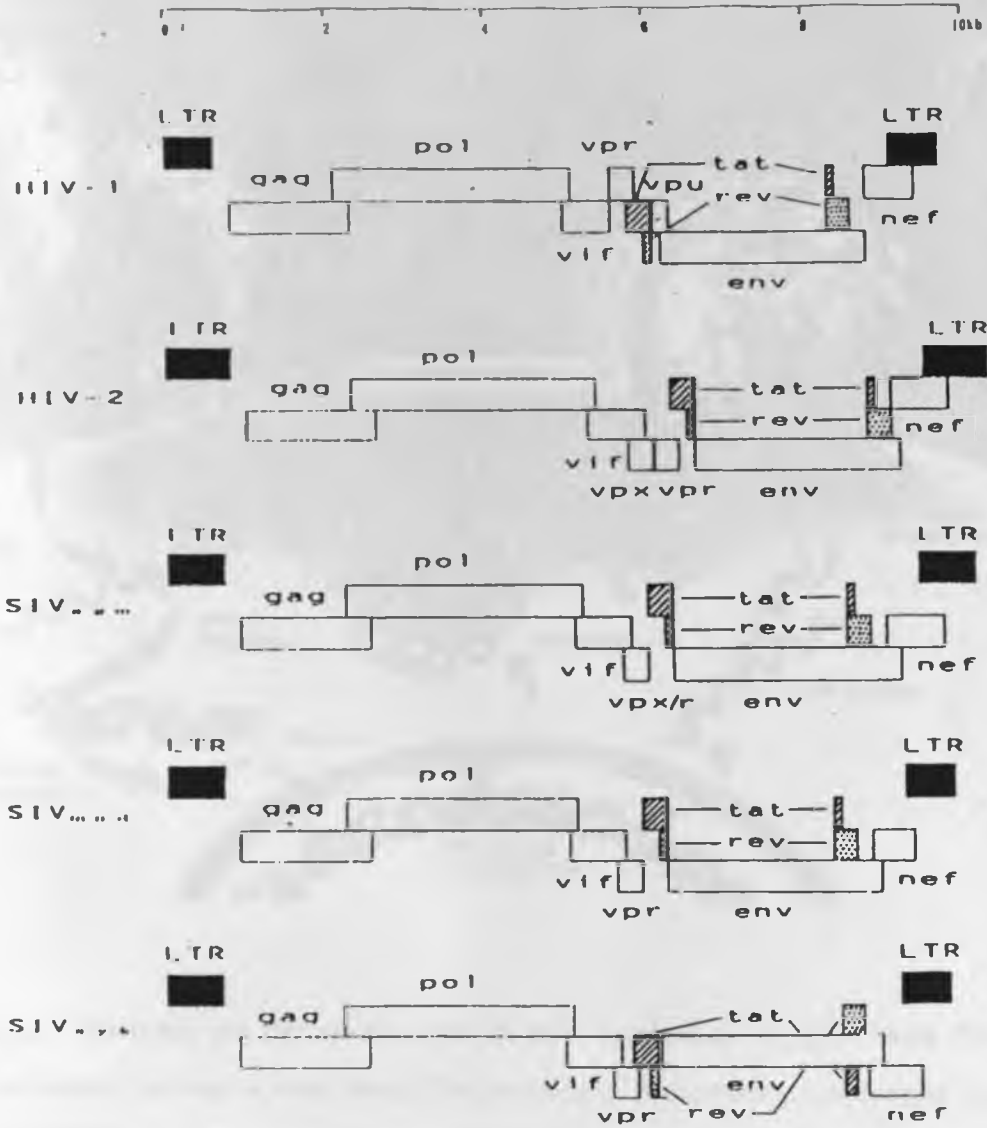 0 2 4 6 8 10kb
LTR LTR
pol vpr tat
HIV-1 gag vpu rev
vif nef
env
LTR LTR
pol
HIV-2 gag tat
rev nef
vif
vpx vpr env
LTR LTR
pol
SIV gag tat
rev
vif nef
vpx/r env
LTR LTR
pol
SIV gag tat
rev
vif nef
vpr env
LTR LTR
pol
SIV gag tat
vif env
vpr rev nef